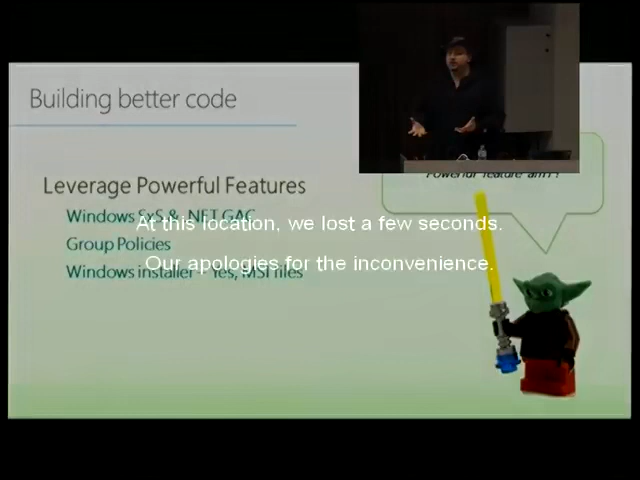 Building better code
Powerful feature am I?
Leverage Powerful Features
Windows SxS & .NET GAC
At this location, we lost a few seconds.
Group Policies
Our apologies for the inconvenience.
Windows installer - Yes, MSI files